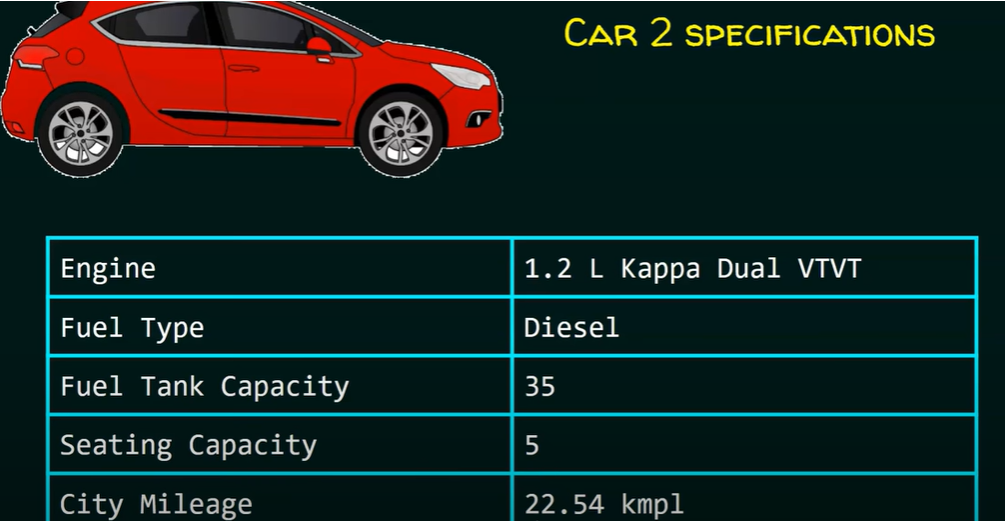 Car 2 specifications
Engine 1.2 L Kappa Dual VTVT
Fuel Type Diesel
Fuel Tank Capacity 35
Seating Capacity 5
City Mileage 22.54 kmpl